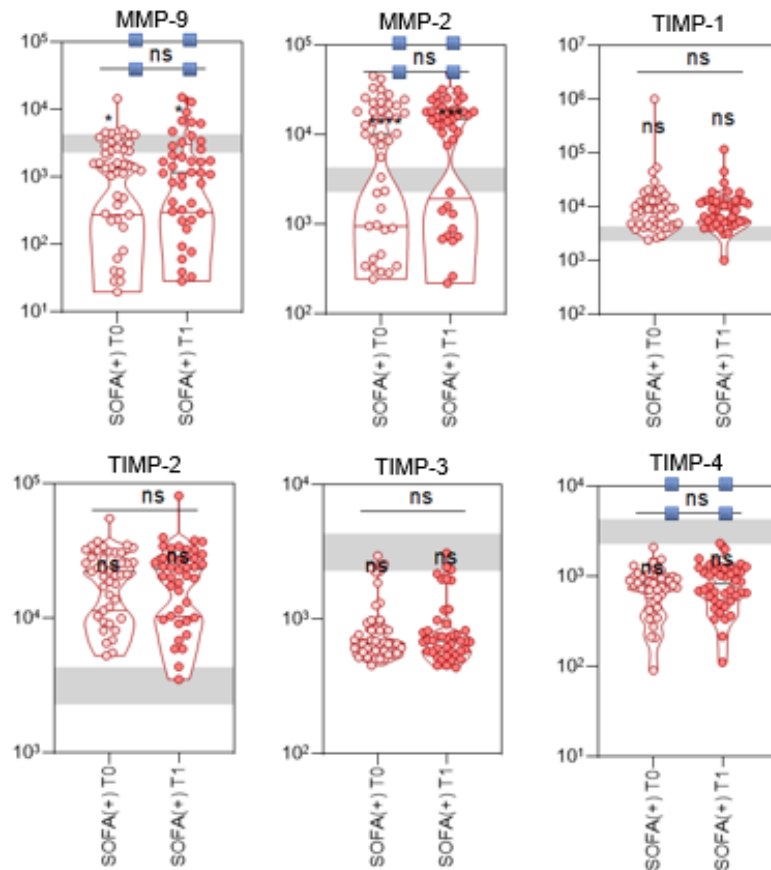 MMP-9
MMP-2
TIMP-1
10⁵
10⁴
10³
10²
10¹
ns
*
*
SOFA(+) T0
SOFA(+) T1
10⁵
10⁴
10³
10²
ns
****
***
SOFA(+) T0
SOFA(+) T1
10⁷
10⁶
10⁵
10⁴
10³
10²
ns
ns
ns
SOFA(+) T0
SOFA(+) T1
TIMP-2
TIMP-3
TIMP-4
10⁵
10⁴
10³
ns
ns
ns
SOFA(+) T0
SOFA(+) T1
10⁴
10³
10²
ns
ns
ns
SOFA(+) T0
SOFA(+) T1
10⁴
10³
10²
10¹
ns
ns
ns
SOFA(+) T0
SOFA(+) T1